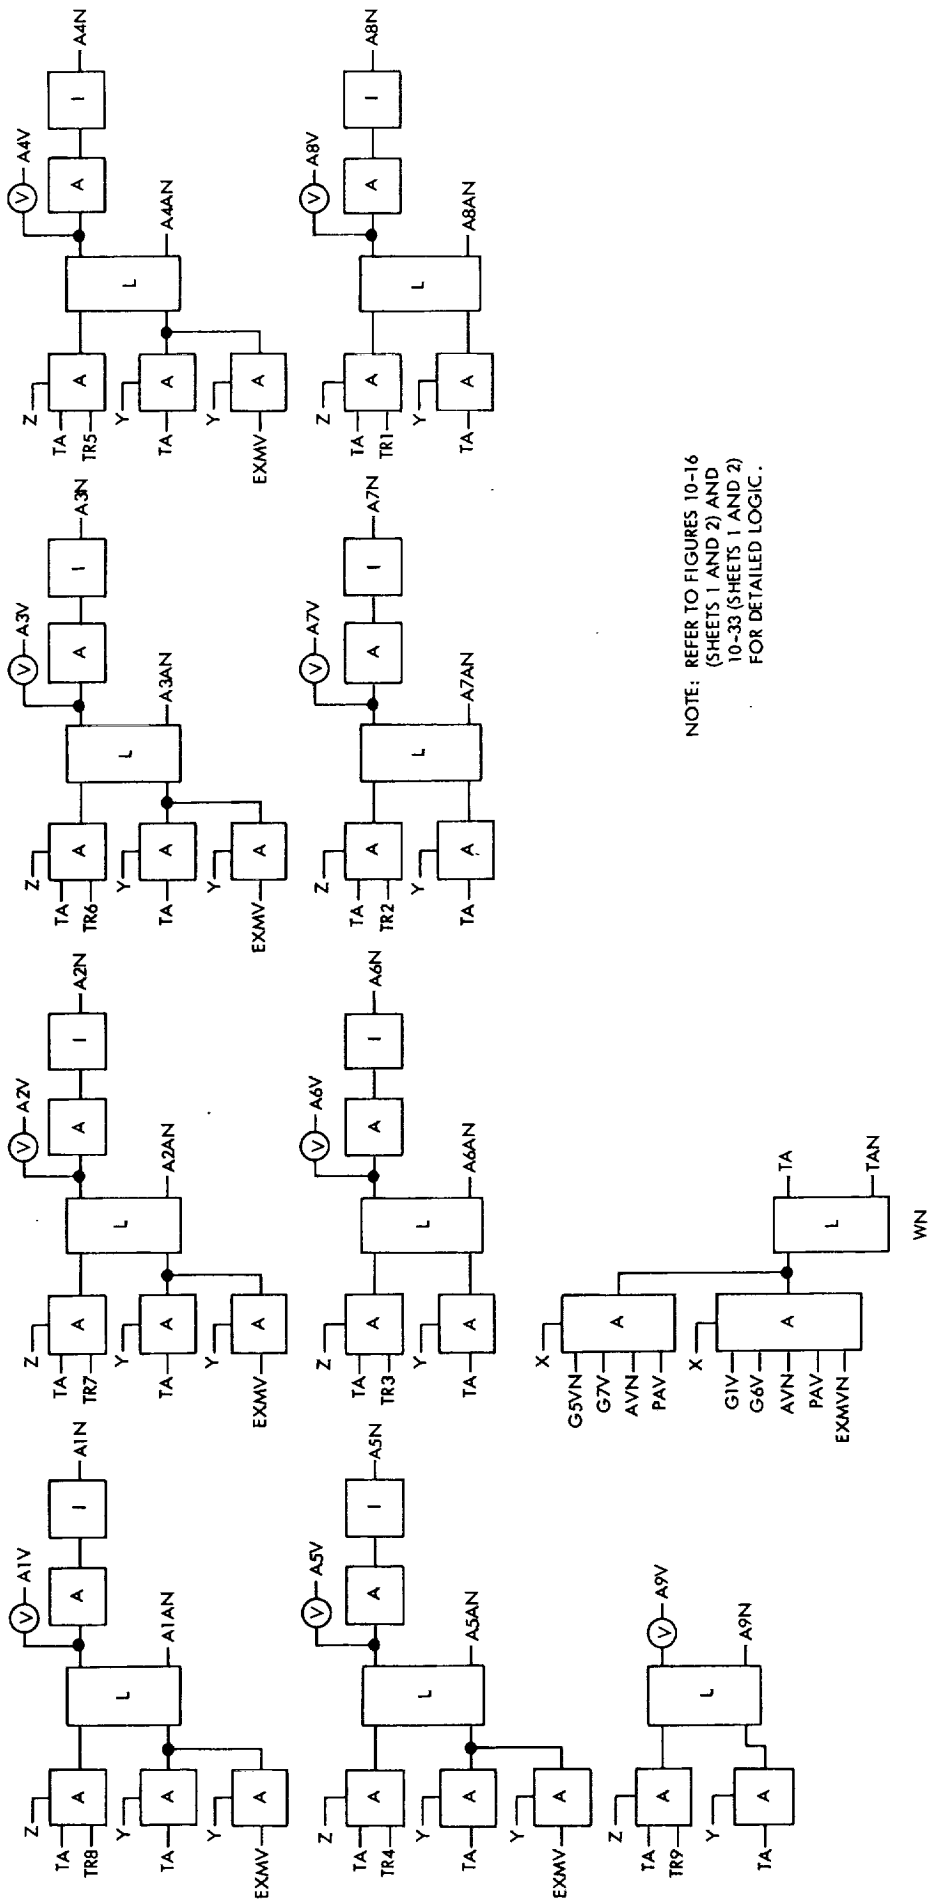 Z
TA
TR8
A
Y
TA
A
Y
EXMV
A
L
V
A1V
A
I
A1N
A1AN
Z
TA
TR7
A
Y
TA
A
Y
EXMV
A
L
V
A2V
A
I
A2N
A2AN
Z
TA
TR6
A
Y
TA
A
Y
EXMV
A
L
V
A3V
A
I
A3N
A3AN
Z
TA
TR5
A
Y
TA
A
Y
EXMV
A
L
V
A4V
A
I
A4N
A4AN
Z
TA
TR4
A
Y
TA
A
Y
EXMV
A
L
V
A5V
A
I
A5N
A5AN
Z
TA
TR3
A
Y
TA
A
L
V
A6V
A
I
A6N
A6AN
Z
TA
TR2
A
Y
TA
A
L
V
A7V
A
I
A7N
A7AN
Z
TA
TR1
A
Y
TA
A
L
V
A8V
A
I
A8N
A8AN
Z
TA
TR9
A
Y
TA
A
L
V
A9V
A9N
X
G5VN
G7V
AVN
PAV
A
X
G1V
G6V
AVN
PAV
EXMVN
A
L
TA
TAN
WN
NOTE: REFER TO FIGURES 10-16
(SHEETS 1 AND 2) AND
10-33 (SHEETS 1 AND 2)
FOR DETAILED LOGIC.